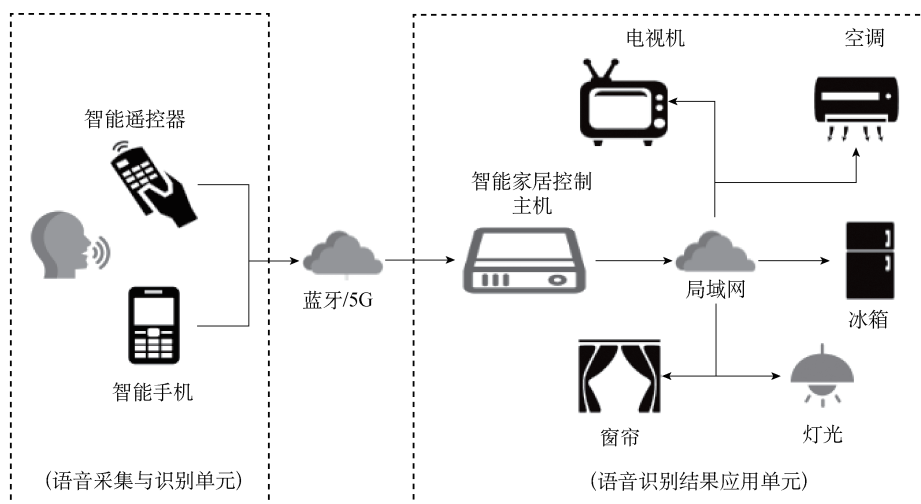 电视机
空调
智能遥控器
智能家居控制
主机
蓝牙/5G
局域网
冰箱
智能手机
窗帘
灯光
(语音采集与识别单元)
(语音识别结果应用单元)